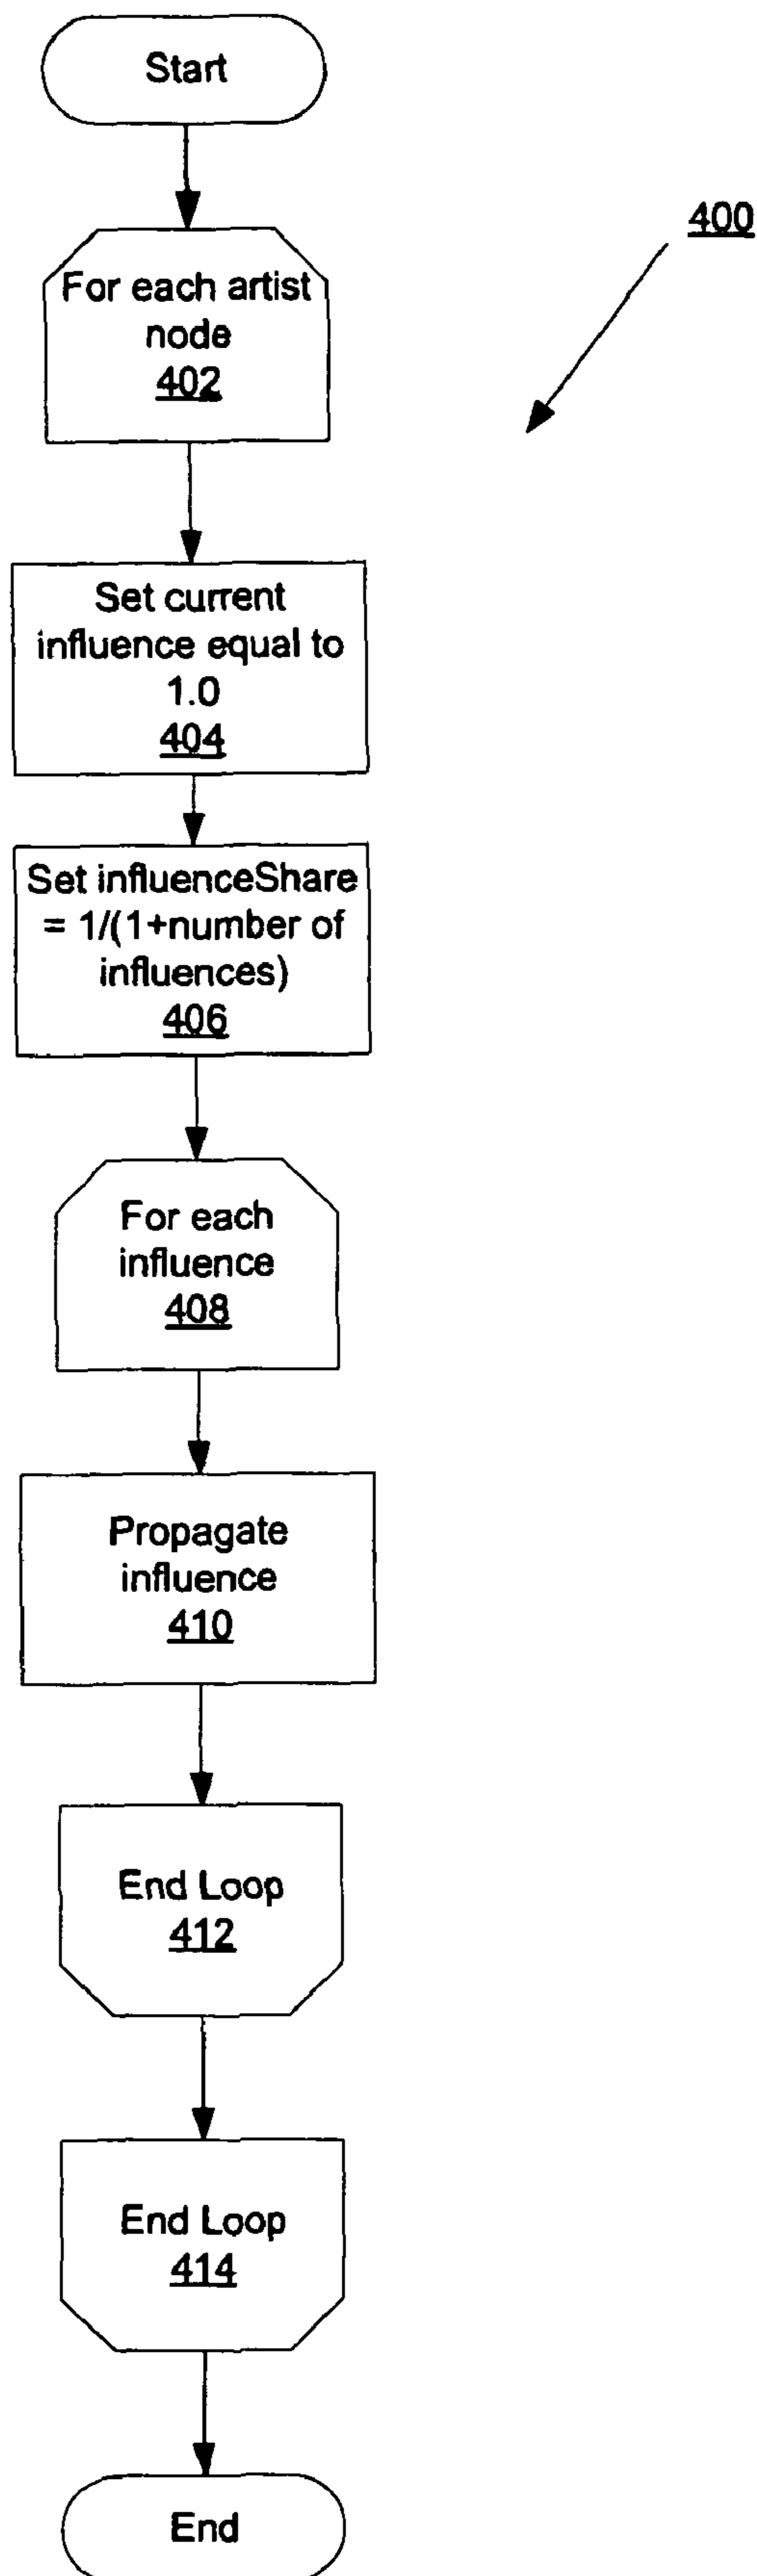 Start
400
For each artist
node
402
Set current
influence equal to
1.0
404
Set influenceShare
= 1/(1+number of
influences)
406
For each
influence
408
Propagate
influence
410
End Loop
412
End Loop
414
End